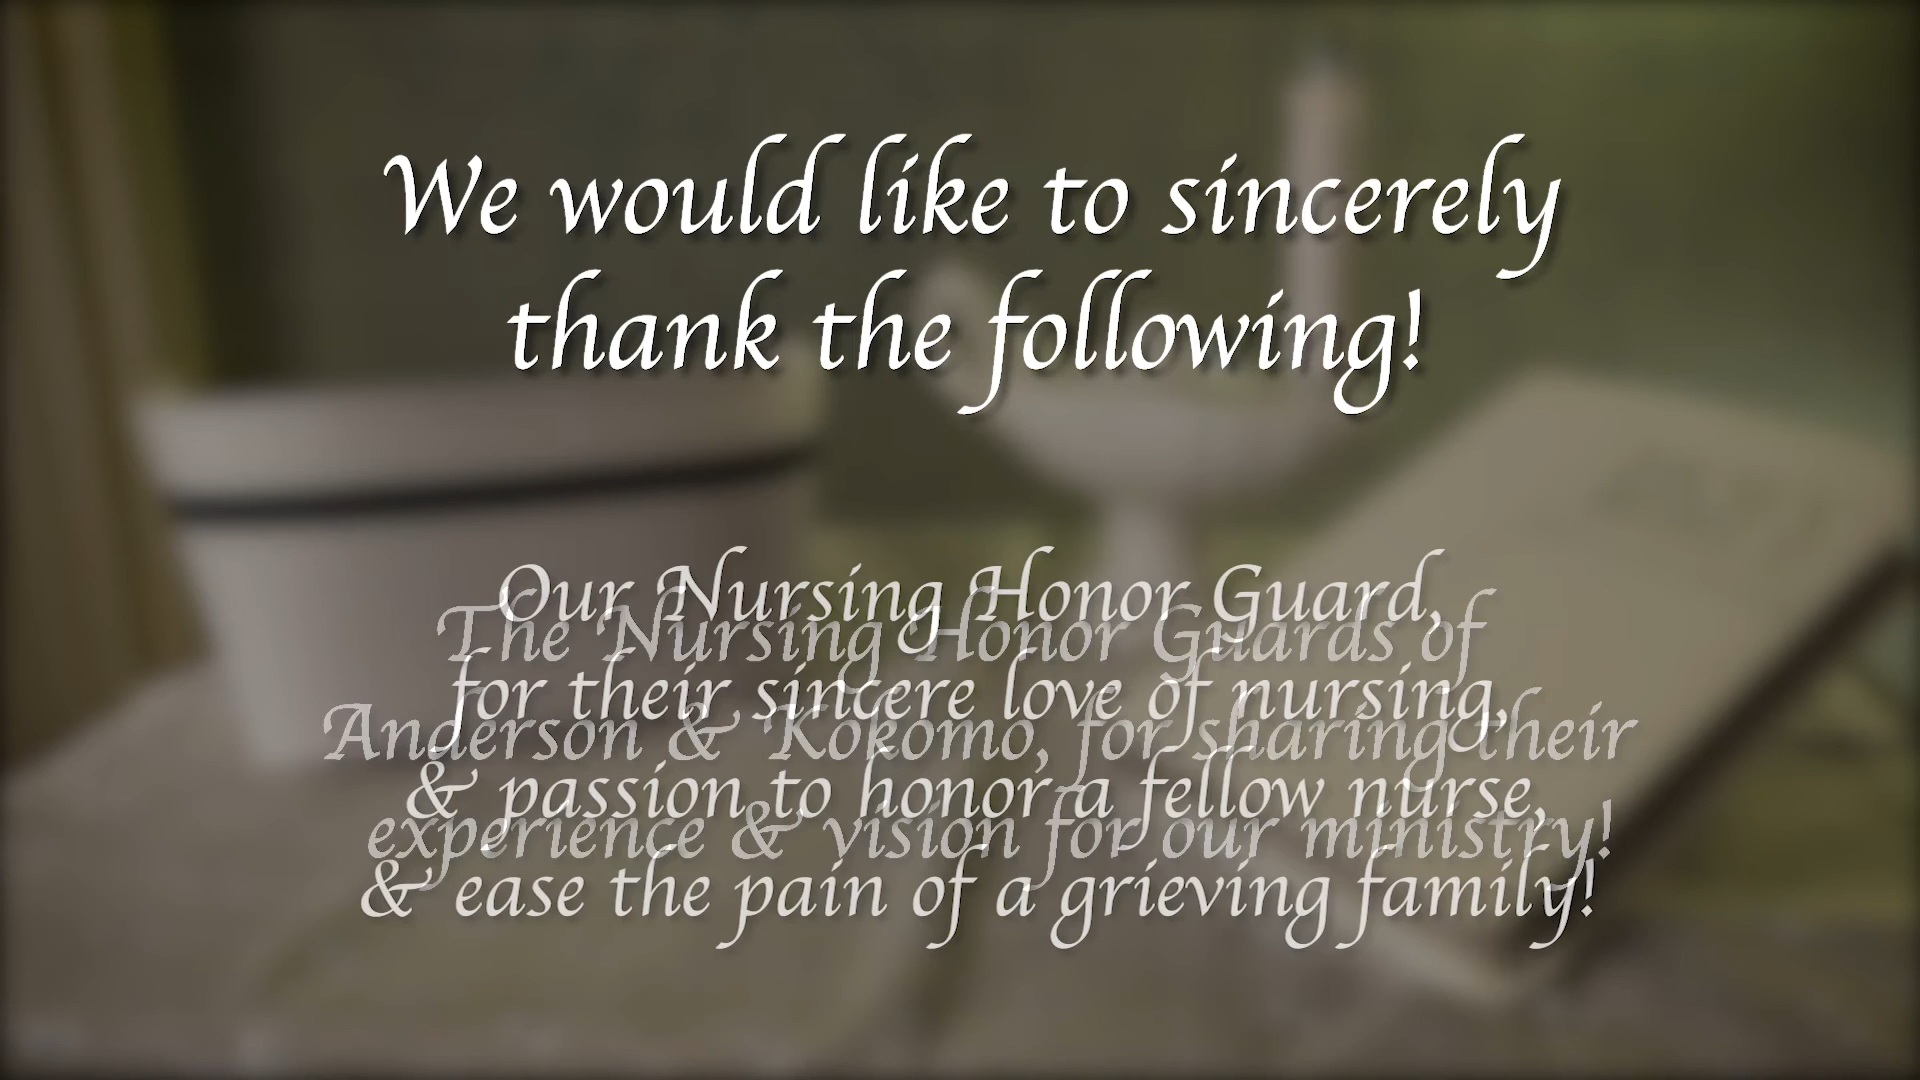 We would like to sincerely
thank the following!
Our Nursing Honor Guard,
for their sincere love of nursing,
& passion to honor a fellow nurse,
& ease the pain of a grieving family!
The Nursing Honor Guards of
Anderson & Kokomo, for sharing their
experience & vision for our ministry!